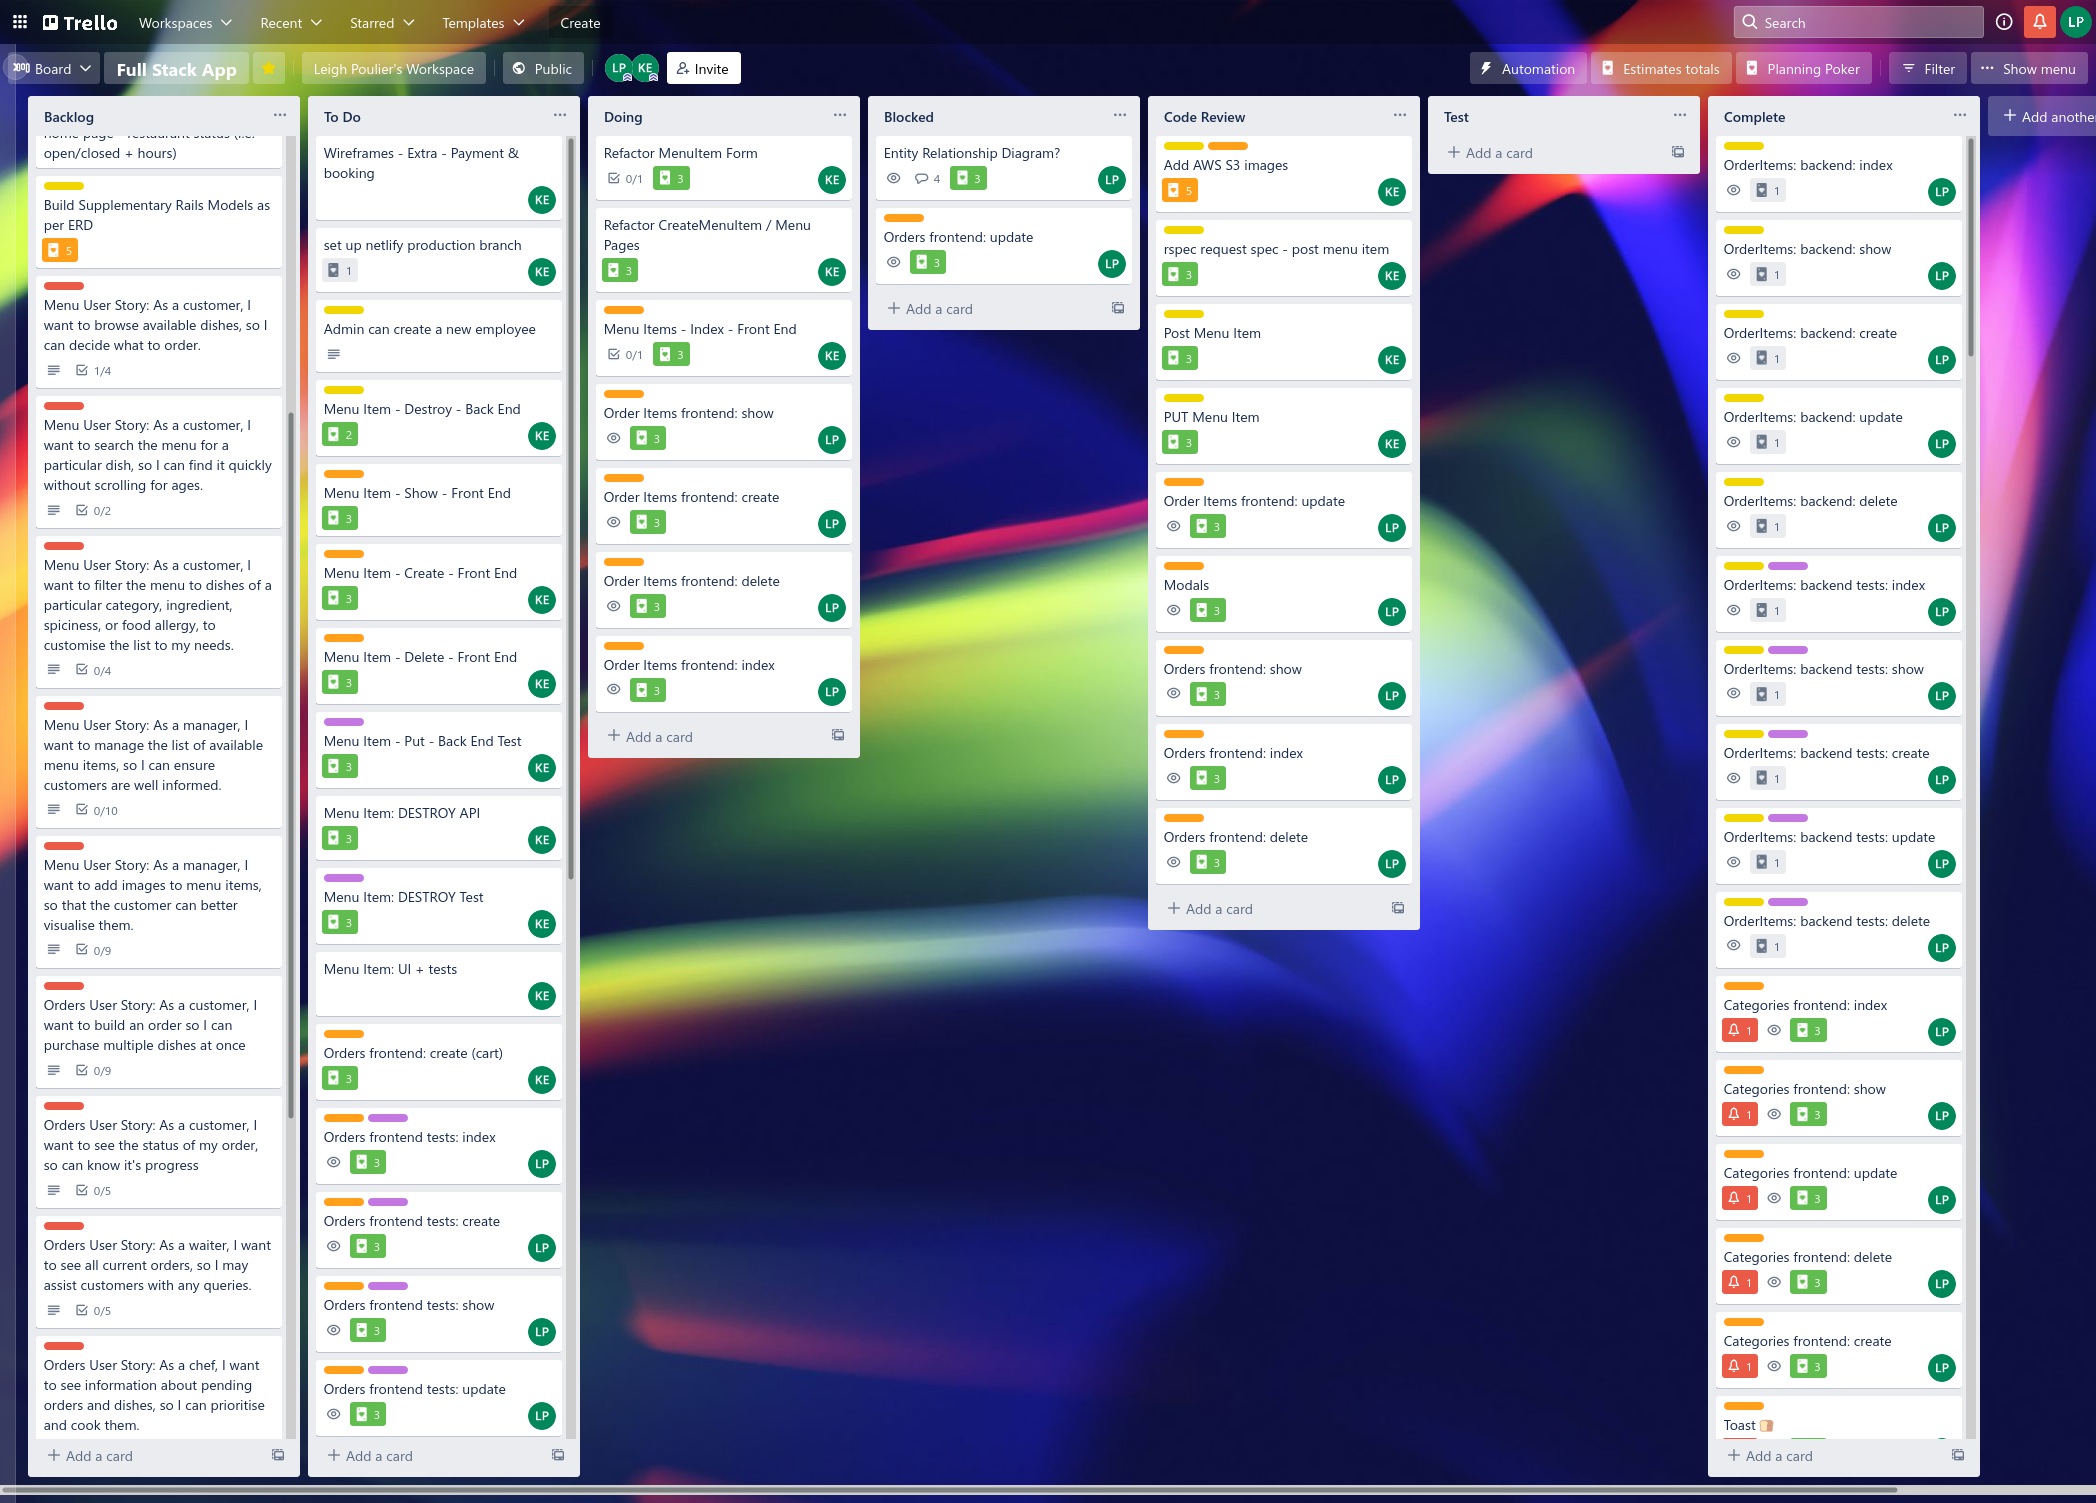 Trello
Workspaces
Recent
Starred
Templates
Create
Search
LP
Board
Full Stack App
Leigh Poulier's Workspace
Public
LP
KE
Invite
Automation
Estimates totals
Planning Poker
Filter
Show menu
Backlog
home page - restaurant status (i.e.
open/closed + hours)
Build Supplementary Rails Models as
per ERD
5
Menu User Story: As a customer, I
want to browse available dishes, so I
can decide what to order.
1/4
Menu User Story: As a customer, I
want to search the menu for a
particular dish, so I can find it quickly
without scrolling for ages.
0/2
Menu User Story: As a customer, I
want to filter the menu to dishes of a
particular category, ingredient,
spiciness, or food allergy, to
customise the list to my needs.
0/4
Menu User Story: As a manager, I
want to manage the list of available
menu items, so I can ensure
customers are well informed.
0/10
Menu User Story: As a manager, I
want to add images to menu items,
so that the customer can better
visualise them.
0/9
Orders User Story: As a customer, I
want to build an order so I can
purchase multiple dishes at once
0/9
Orders User Story: As a customer, I
want to see the status of my order,
so can know it's progress
0/5
Orders User Story: As a waiter, I want
to see all current orders, so I may
assist customers with any queries.
0/5
Orders User Story: As a chef, I want
to see information about pending
orders and dishes, so I can prioritise
and cook them.
Add a card
To Do
Wireframes - Extra - Payment &
booking
KE
set up netlify production branch
1 KE
Admin can create a new employee
Menu Item - Destroy - Back End
2 KE
Menu Item - Show - Front End
3
Menu Item - Create - Front End
3 KE
Menu Item - Delete - Front End
3 KE
Menu Item - Put - Back End Test
3 KE
Menu Item: DESTROY API
3 KE
Menu Item: DESTROY Test
3 KE
Menu Item: UI + tests
KE
Orders frontend: create (cart)
3 KE
Orders frontend tests: index
3 LP
Orders frontend tests: create
3 LP
Orders frontend tests: show
3 LP
Orders frontend tests: update
3 LP
Add a card
Doing
Refactor MenuItem Form
0/1 3 KE
Refactor CreateMenuItem / Menu
Pages
3 KE
Menu Items - Index - Front End
0/1 3 KE
Order Items frontend: show
3 LP
Order Items frontend: create
3 LP
Order Items frontend: delete
3 LP
Order Items frontend: index
3 LP
Add a card
Blocked
Entity Relationship Diagram?
4 3 LP
Orders frontend: update
3 LP
Add a card
Code Review
Add AWS S3 images
5 KE
rspec request spec - post menu item
3 KE
Post Menu Item
3 KE
PUT Menu Item
3 KE
Order Items frontend: update
3 LP
Modals
3 LP
Orders frontend: show
3 LP
Orders frontend: index
3 LP
Orders frontend: delete
3 LP
Add a card
Test
Add a card
Complete
OrderItems: backend: index
1 LP
OrderItems: backend: show
1 LP
OrderItems: backend: create
1 LP
OrderItems: backend: update
1 LP
OrderItems: backend: delete
1 LP
OrderItems: backend tests: index
1 LP
OrderItems: backend tests: show
1 LP
OrderItems: backend tests: create
1 LP
OrderItems: backend tests: update
1 LP
OrderItems: backend tests: delete
1 LP
Categories frontend: index
1 3 LP
Categories frontend: show
1 3 LP
Categories frontend: update
1 3 LP
Categories frontend: delete
1 3 LP
Categories frontend: create
1 3 LP
Toast 🍞
Add a card
Add another